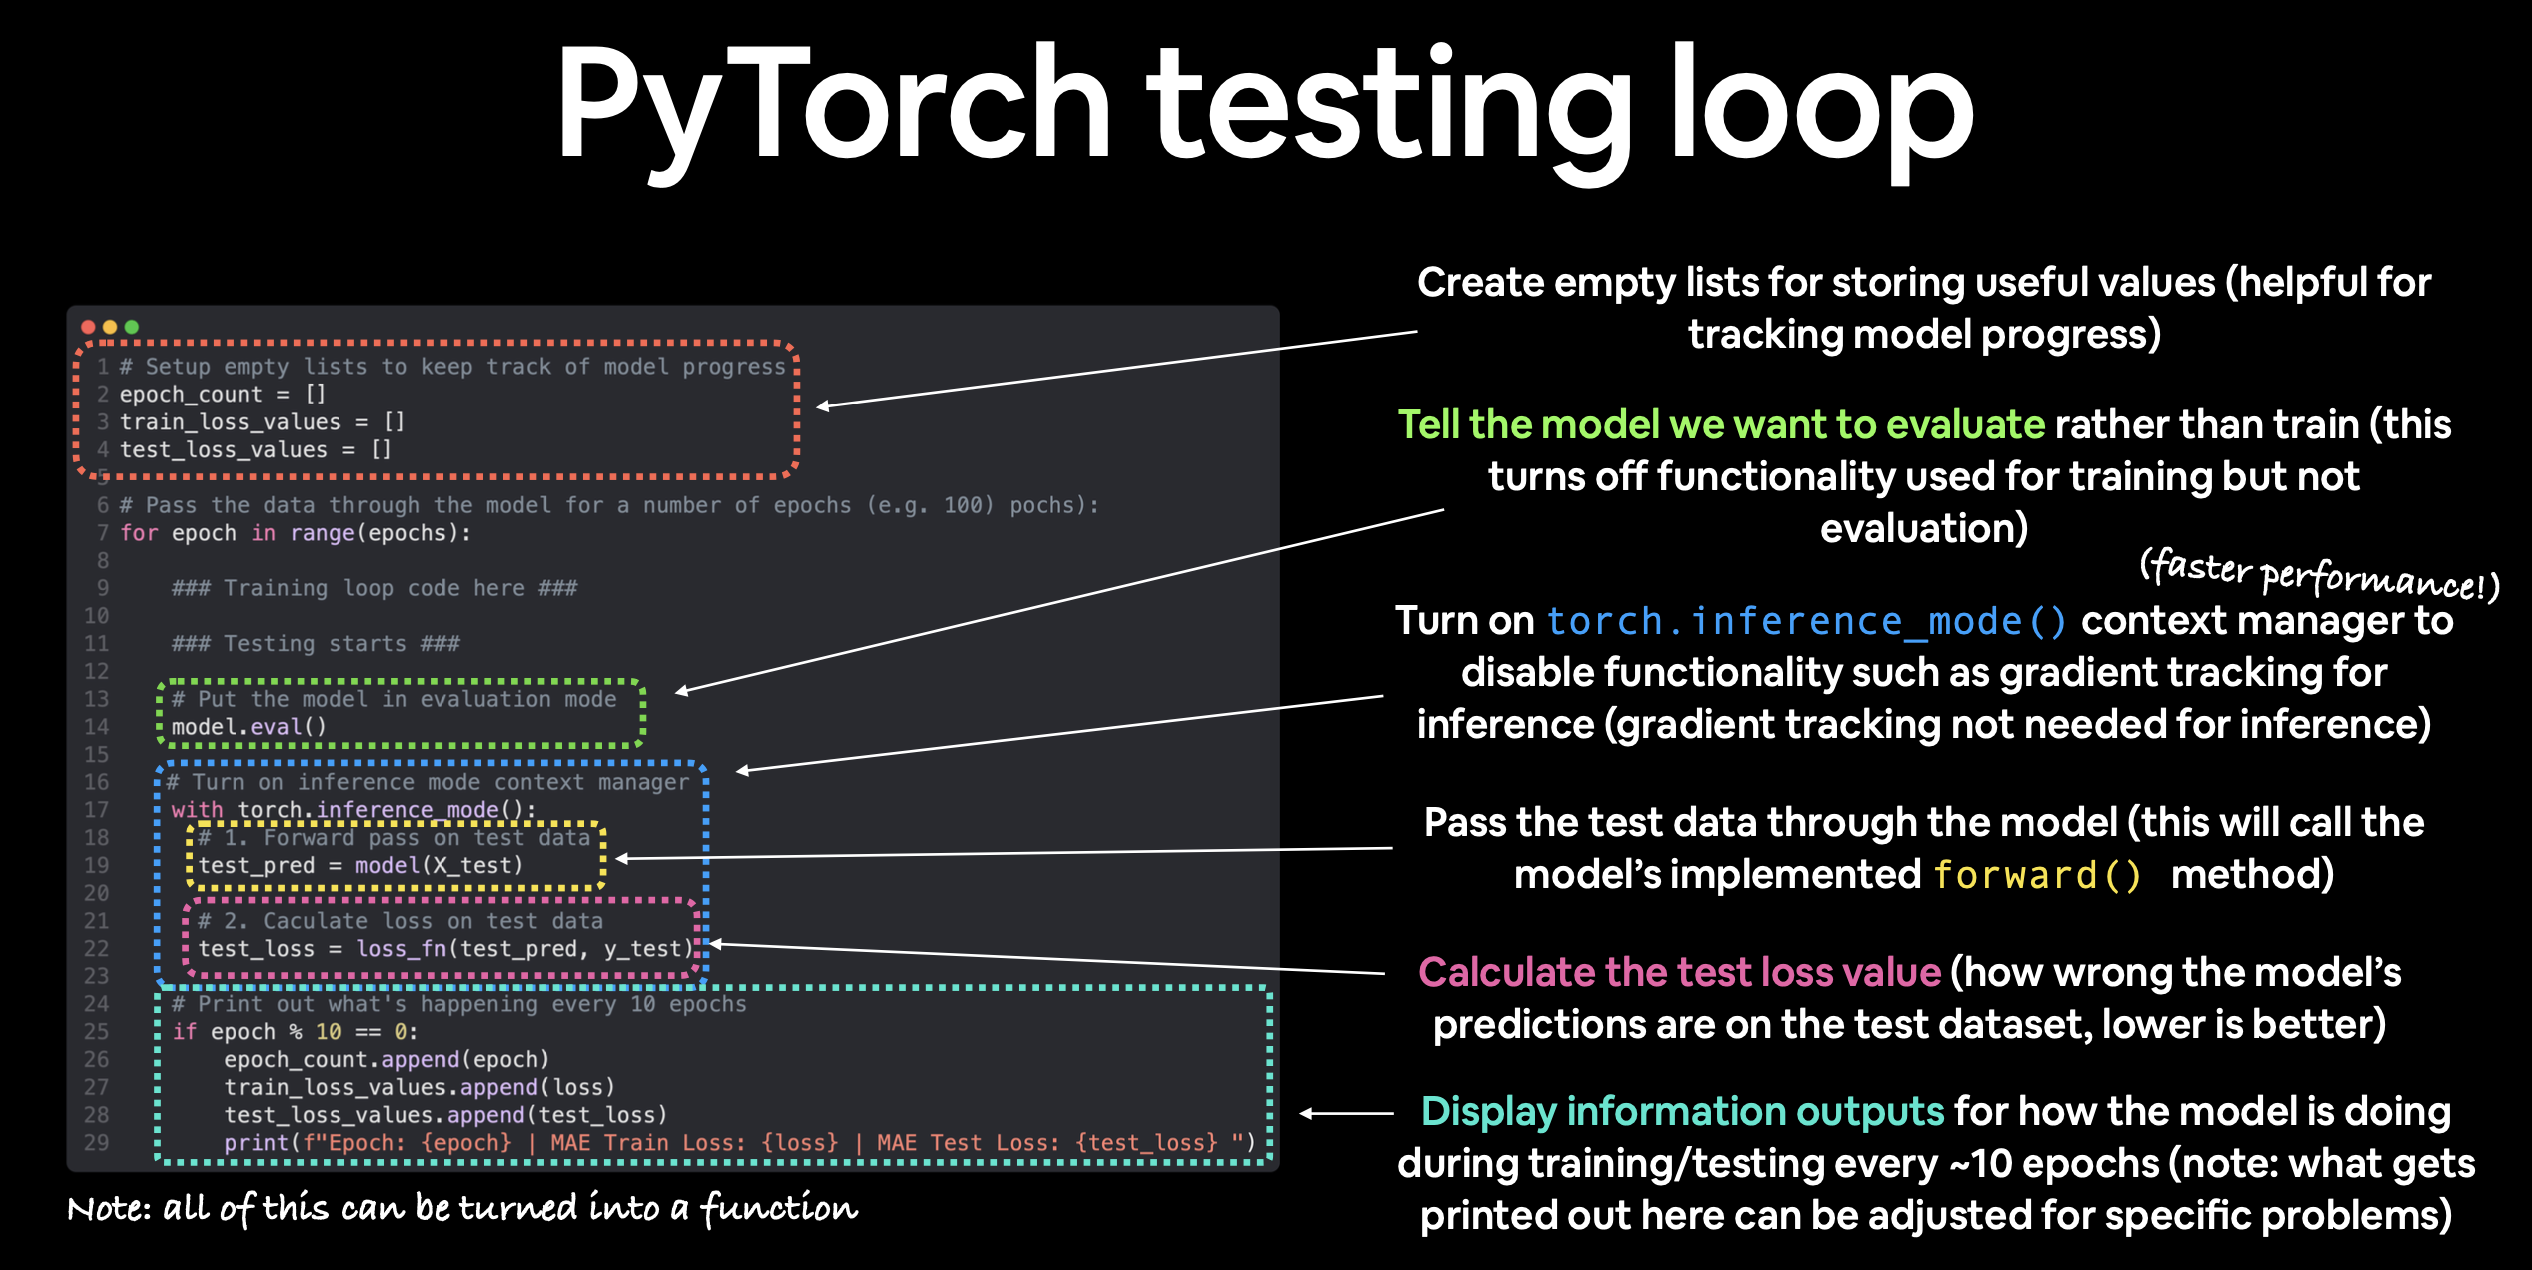 PyTorch testing loop
1 # Setup empty lists to keep track of model progress
2 epoch_count = []
3 train_loss_values = []
4 test_loss_values = []
5
6 # Pass the data through the model for a number of epochs (e.g. 100) pochs):
7 for epoch in range(epochs):
8
9 ### Training loop code here ###
10
11 ### Testing starts ###
12
13 # Put the model in evaluation mode
14 model.eval()
15
16 # Turn on inference mode context manager
17 with torch.inference_mode():
18 # 1. Forward pass on test data
19 test_pred = model(X_test)
20
21 # 2. Caculate loss on test data
22 test_loss = loss_fn(test_pred, y_test)
23
24 # Print out what's happening every 10 epochs
25 if epoch % 10 == 0:
26 epoch_count.append(epoch)
27 train_loss_values.append(loss)
28 test_loss_values.append(test_loss)
29 print(f"Epoch: {epoch} | MAE Train Loss: {loss} | MAE Test Loss: {test_loss} ")
Note: all of this can be turned into a function
Create empty lists for storing useful values (helpful for
tracking model progress)
Tell the model we want to evaluate rather than train (this
turns off functionality used for training but not
evaluation)
(faster performance!)
Turn on torch.inference_mode() context manager to
disable functionality such as gradient tracking for
inference (gradient tracking not needed for inference)
Pass the test data through the model (this will call the
model's implemented forward() method)
Calculate the test loss value (how wrong the model's
predictions are on the test dataset, lower is better)
Display information outputs for how the model is doing
during training/testing every ~10 epochs (note: what gets
printed out here can be adjusted for specific problems)